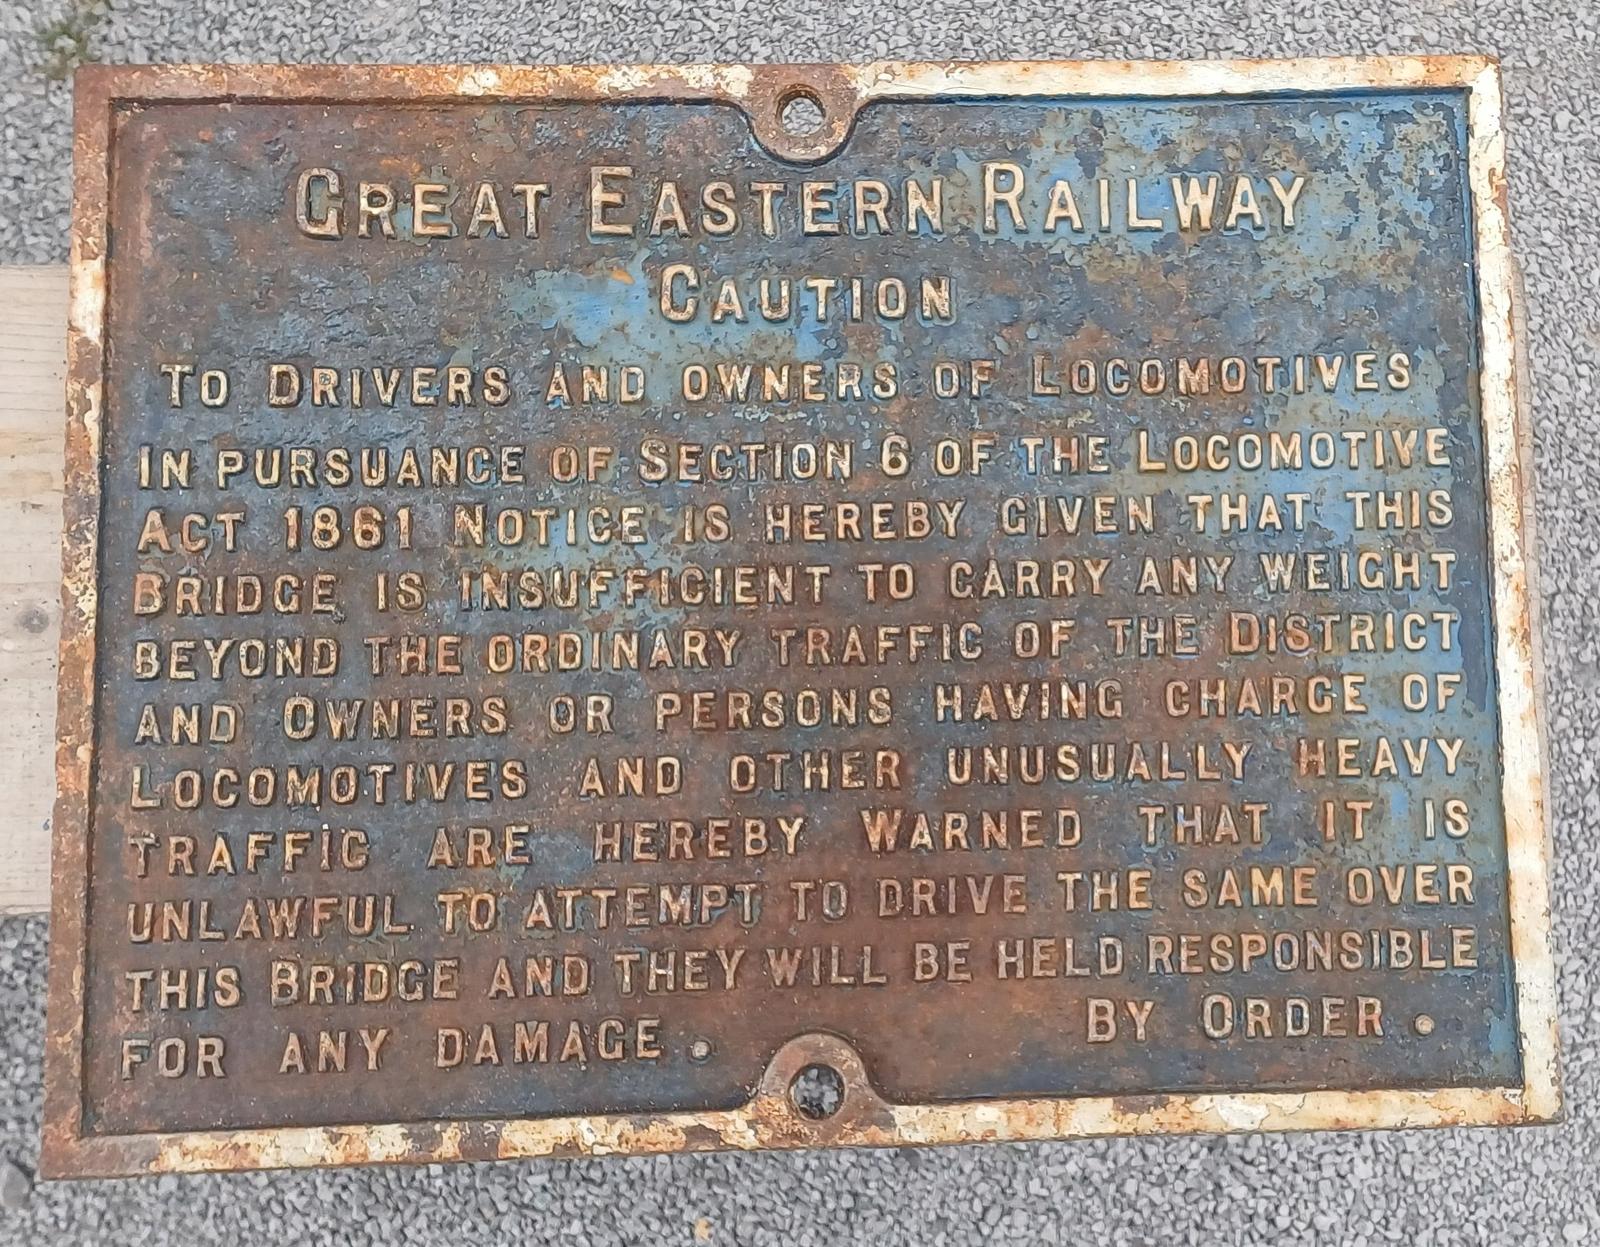 GREAT EASTERN RAILWAY
CAUTION
TO DRIVERS AND OWNERS OF LOCOMOTIVES
IN PURSUANCE OF SECTION 6 OF THE LOCOMOTIVE
ACT 1861 NOTICE IS HEREBY GIVEN THAT THIS
BRIDGE IS INSUFFICIENT TO CARRY ANY WEIGHT
BEYOND THE ORDINARY TRAFFIC OF THE DISTRICT
AND OWNERS OR PERSONS HAVING CHARGE OF
LOCOMOTIVES AND OTHER UNUSUALLY HEAVY
TRAFFIC ARE HEREBY WARNED THAT IT IS
UNLAWFUL TO ATTEMPT TO DRIVE THE SAME OVER
THIS BRIDGE AND THEY WILL BE HELD RESPONSIBLE
FOR ANY DAMAGE. BY ORDER.